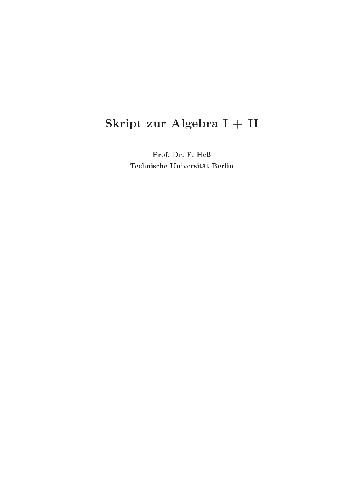 Skript zur Algebra I + II
Prof. Dr. F. Heß
Technische Universität Berlin